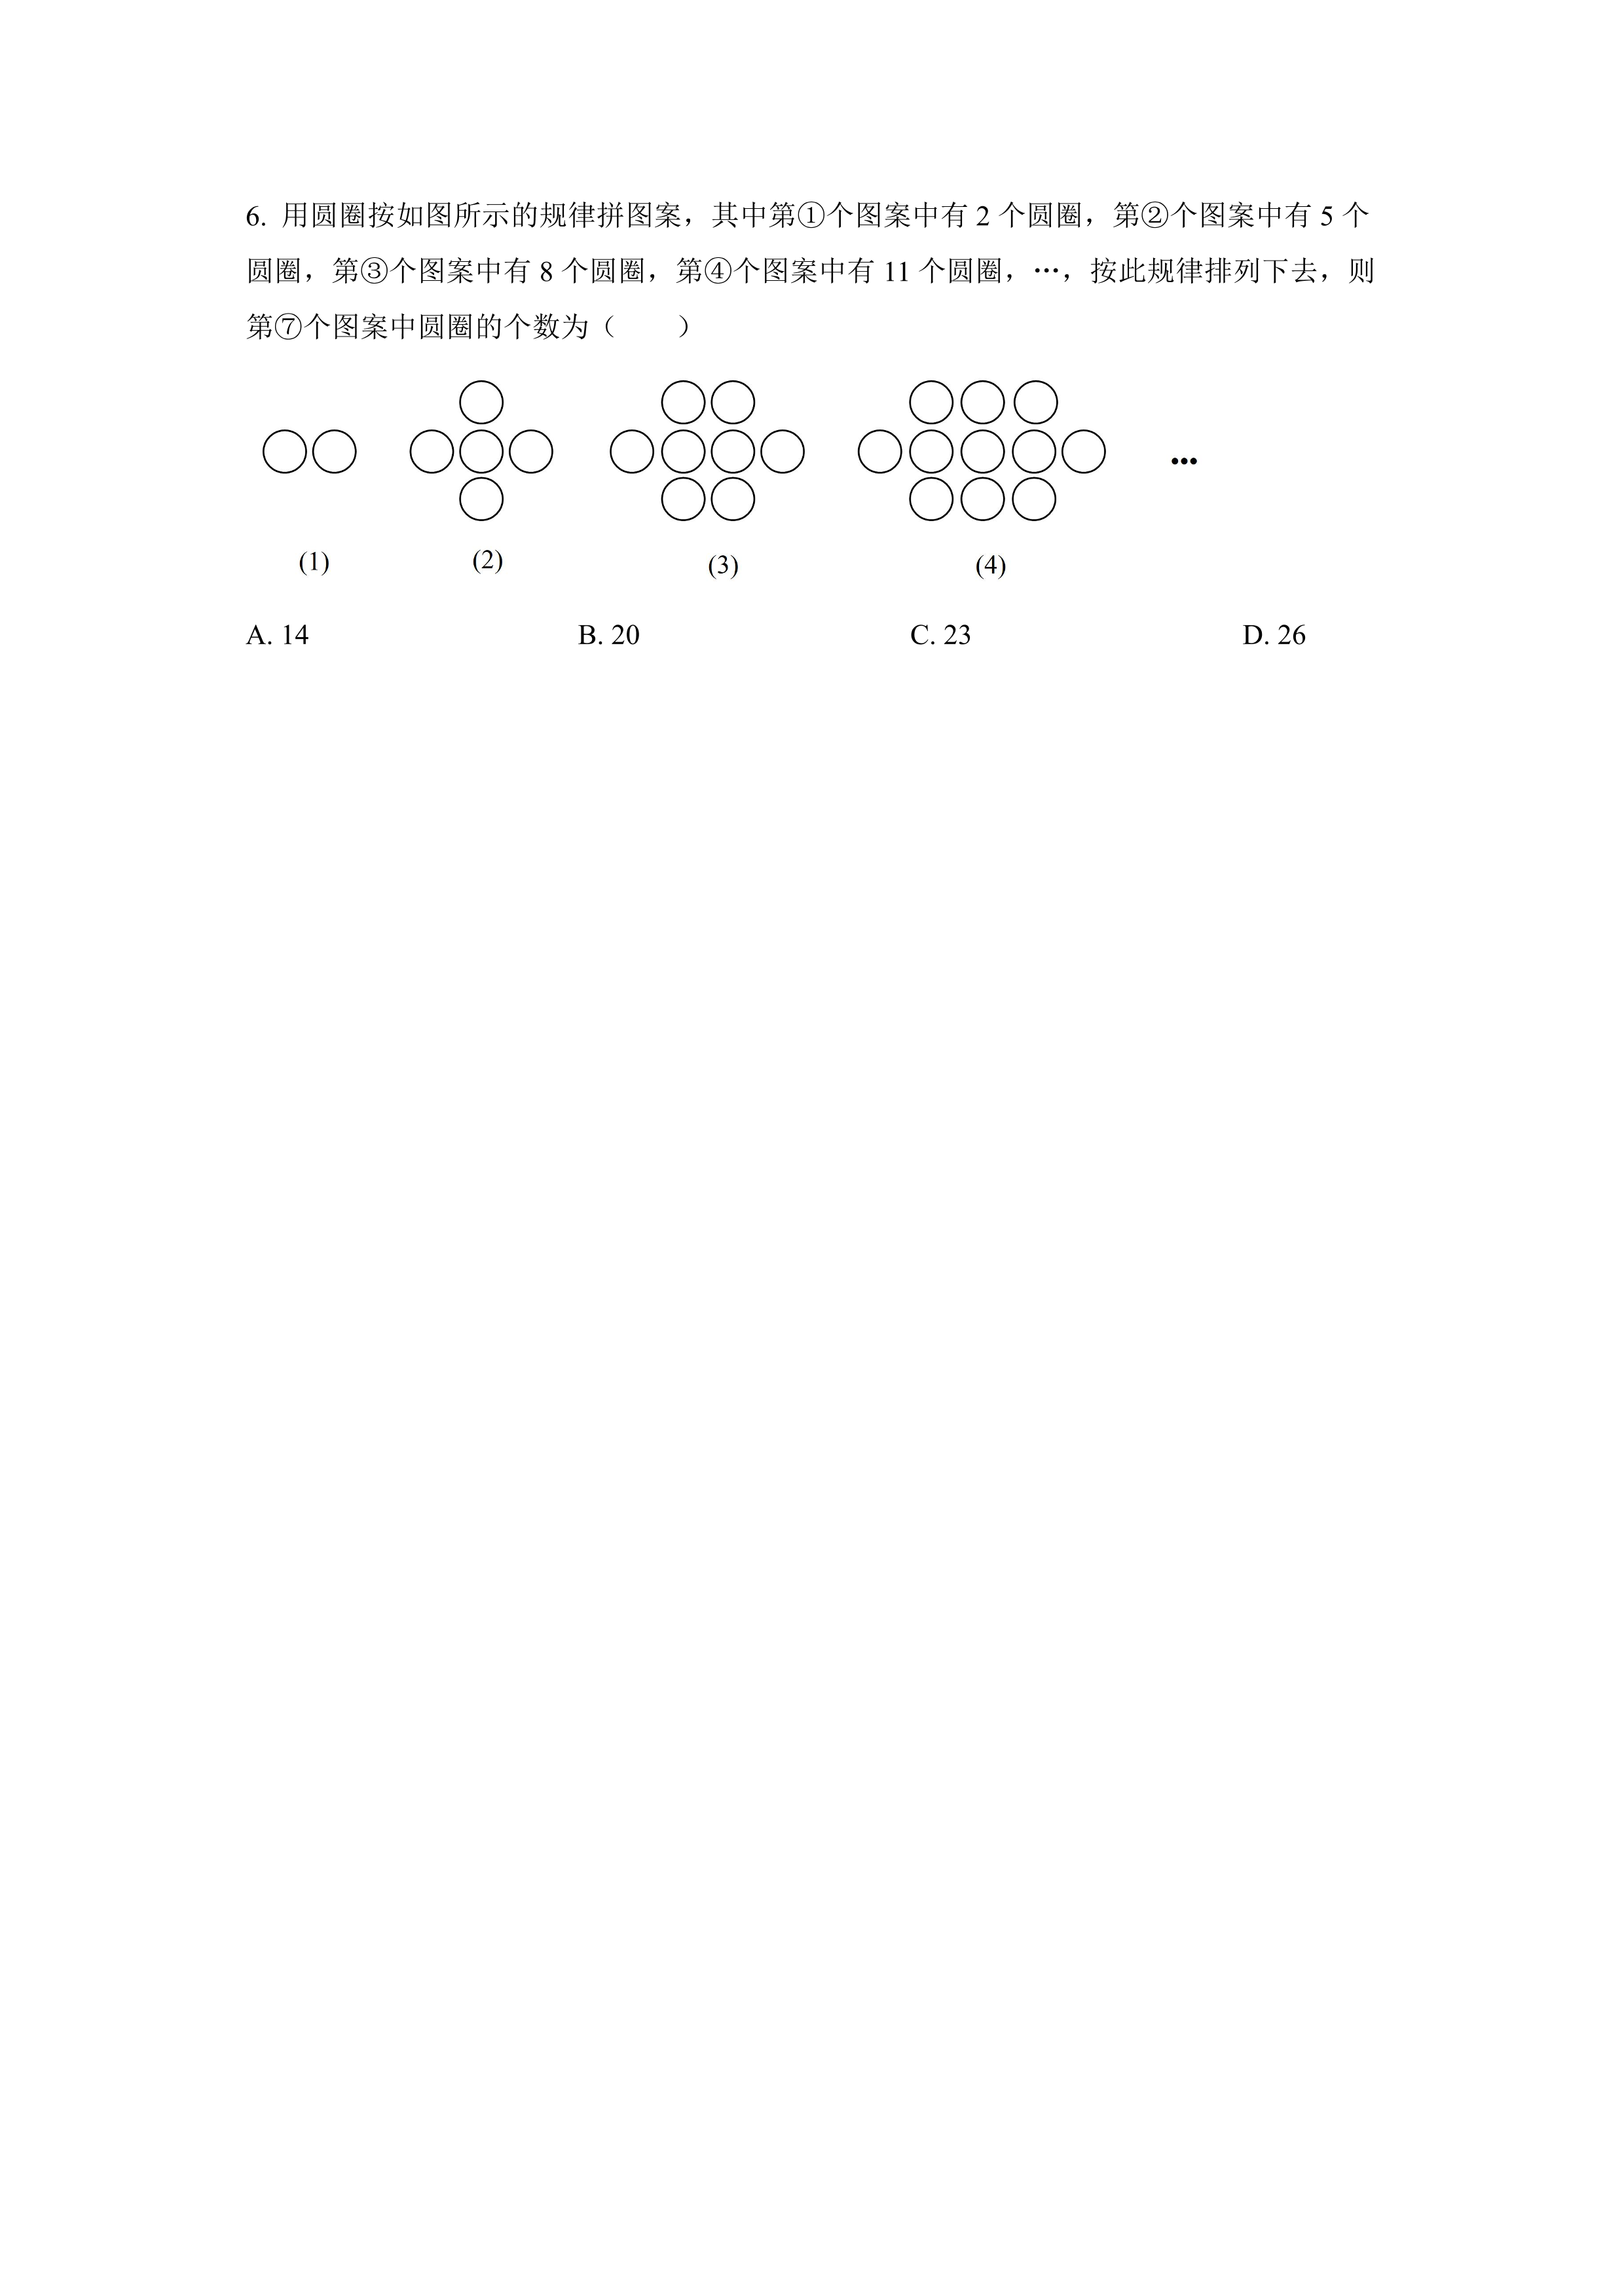 6. 用圆圈按如图所示的规律拼图案，其中第①个图案中有 2 个圆圈，第②个图案中有 5 个
圆圈，第③个图案中有 8 个圆圈，第④个图案中有 11 个圆圈，…，按此规律排列下去，则
第⑦个图案中圆圈的个数为（　　）
…
(1) (2) (3) (4)
A. 14 B. 20 C. 23 D. 26